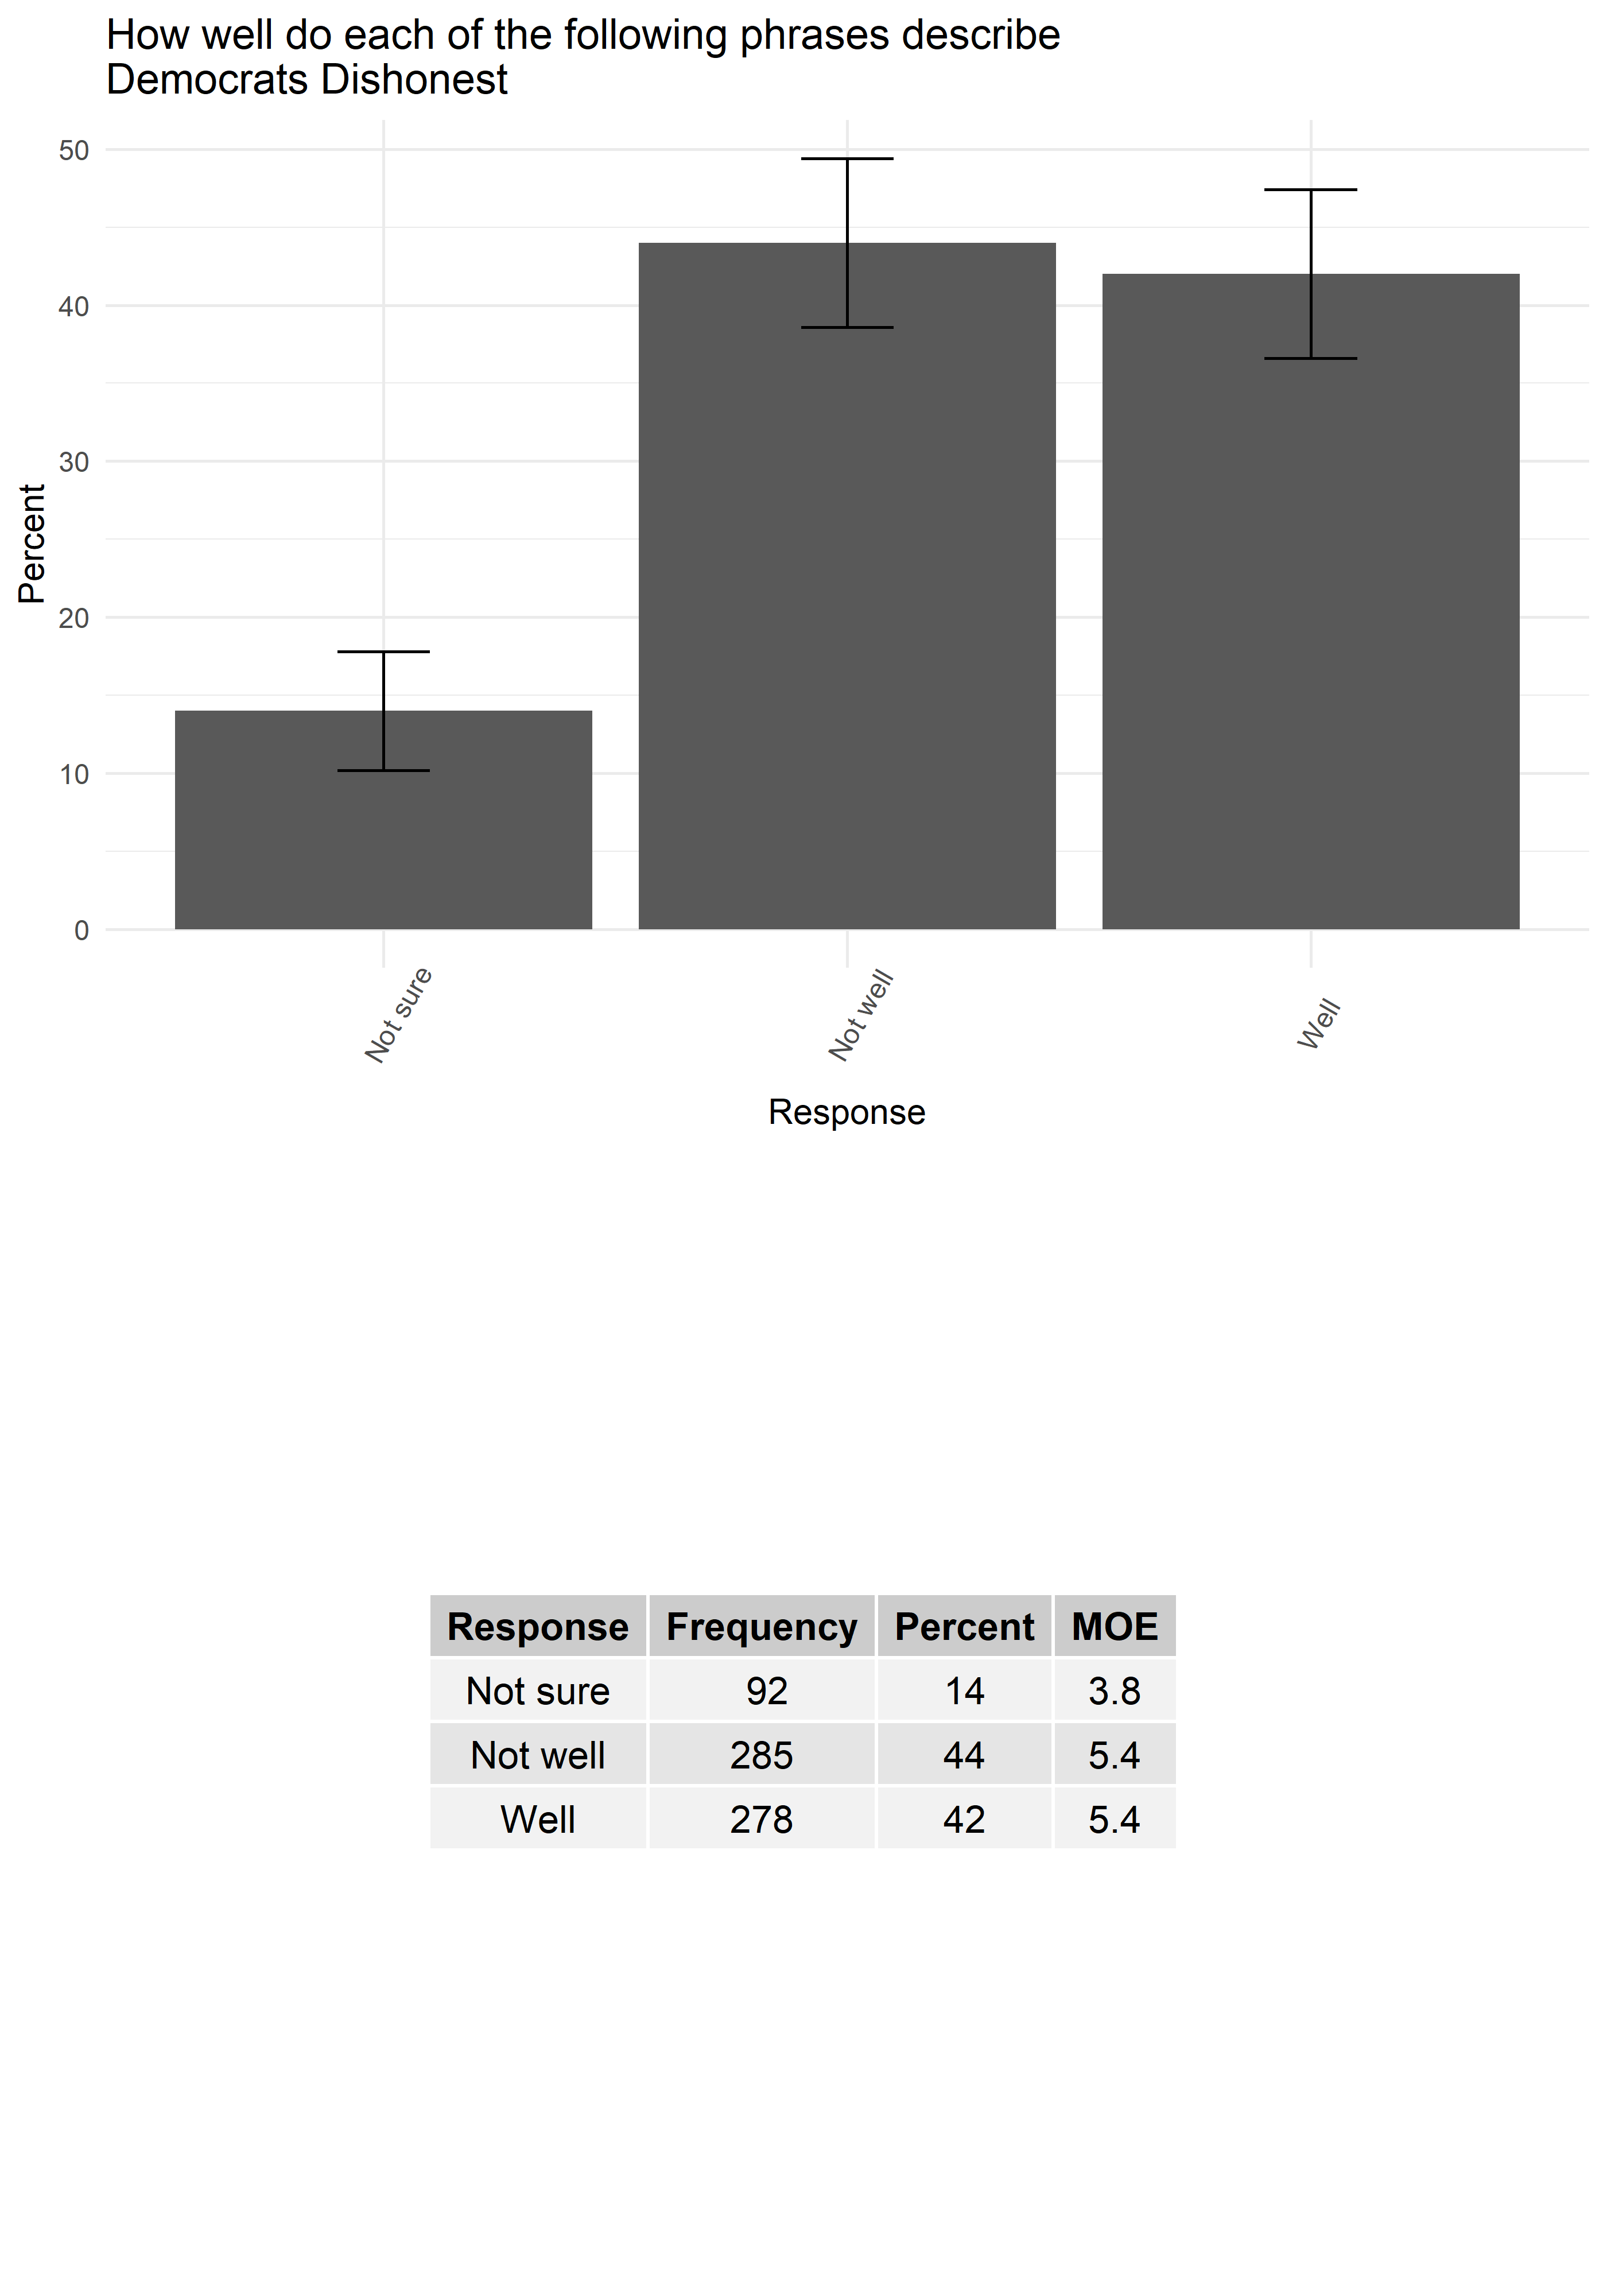 How well do each of the following phrases describe
Democrats Dishonest
50
40
30
20
10
0
Percent
Not sure
Not well
Well
Response
Response Frequency Percent MOE
Not sure 92 14 3.8
Not well 285 44 5.4
Well 278 42 5.4